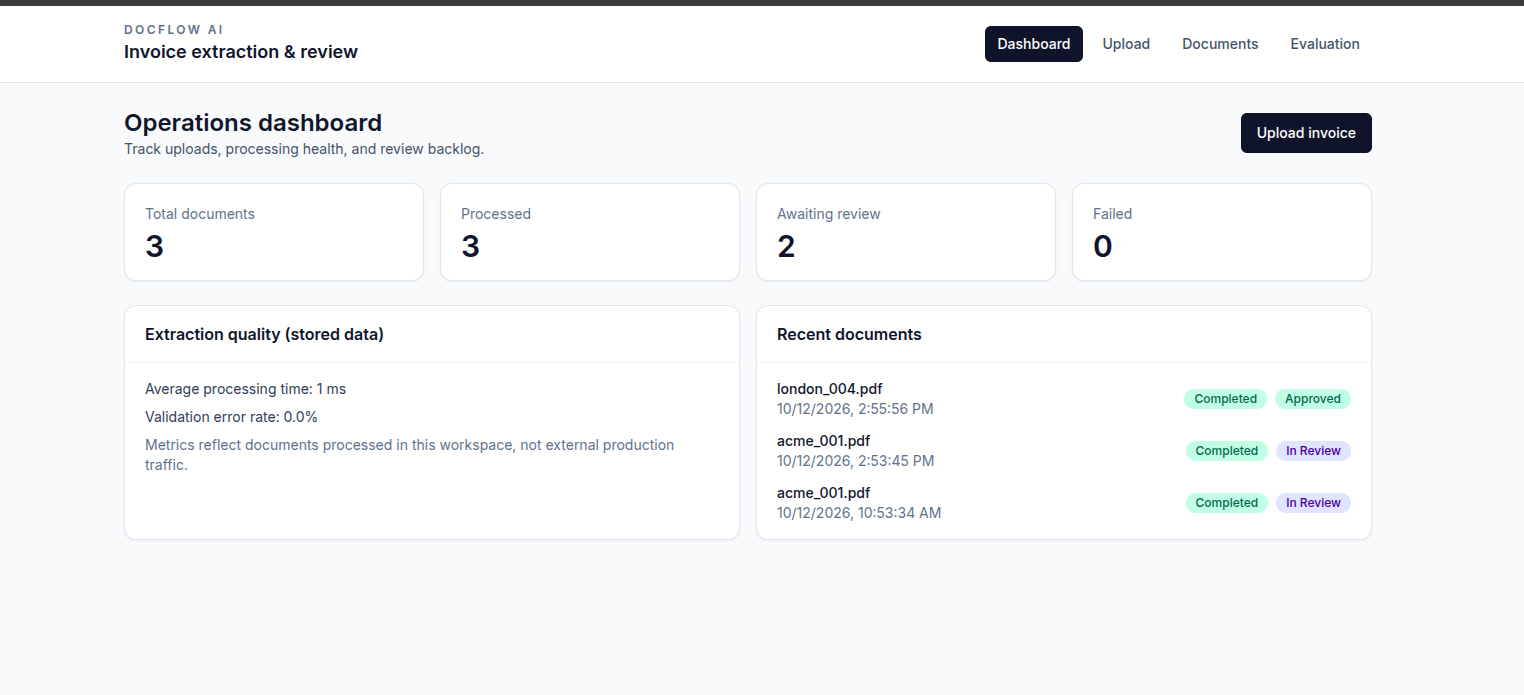 DOCFLOW AI
Invoice extraction & review
Dashboard
Upload
Documents
Evaluation
Operations dashboard
Track uploads, processing health, and review backlog.
Upload invoice
Total documents
3
Processed
3
Awaiting review
2
Failed
0
Extraction quality (stored data)
Average processing time: 1 ms
Validation error rate: 0.0%
Metrics reflect documents processed in this workspace, not external production
traffic.
Recent documents
london_004.pdf
10/12/2026, 2:55:56 PM
Completed
Approved
acme_001.pdf
10/12/2026, 2:53:45 PM
Completed
In Review
acme_001.pdf
10/12/2026, 10:53:34 AM
Completed
In Review